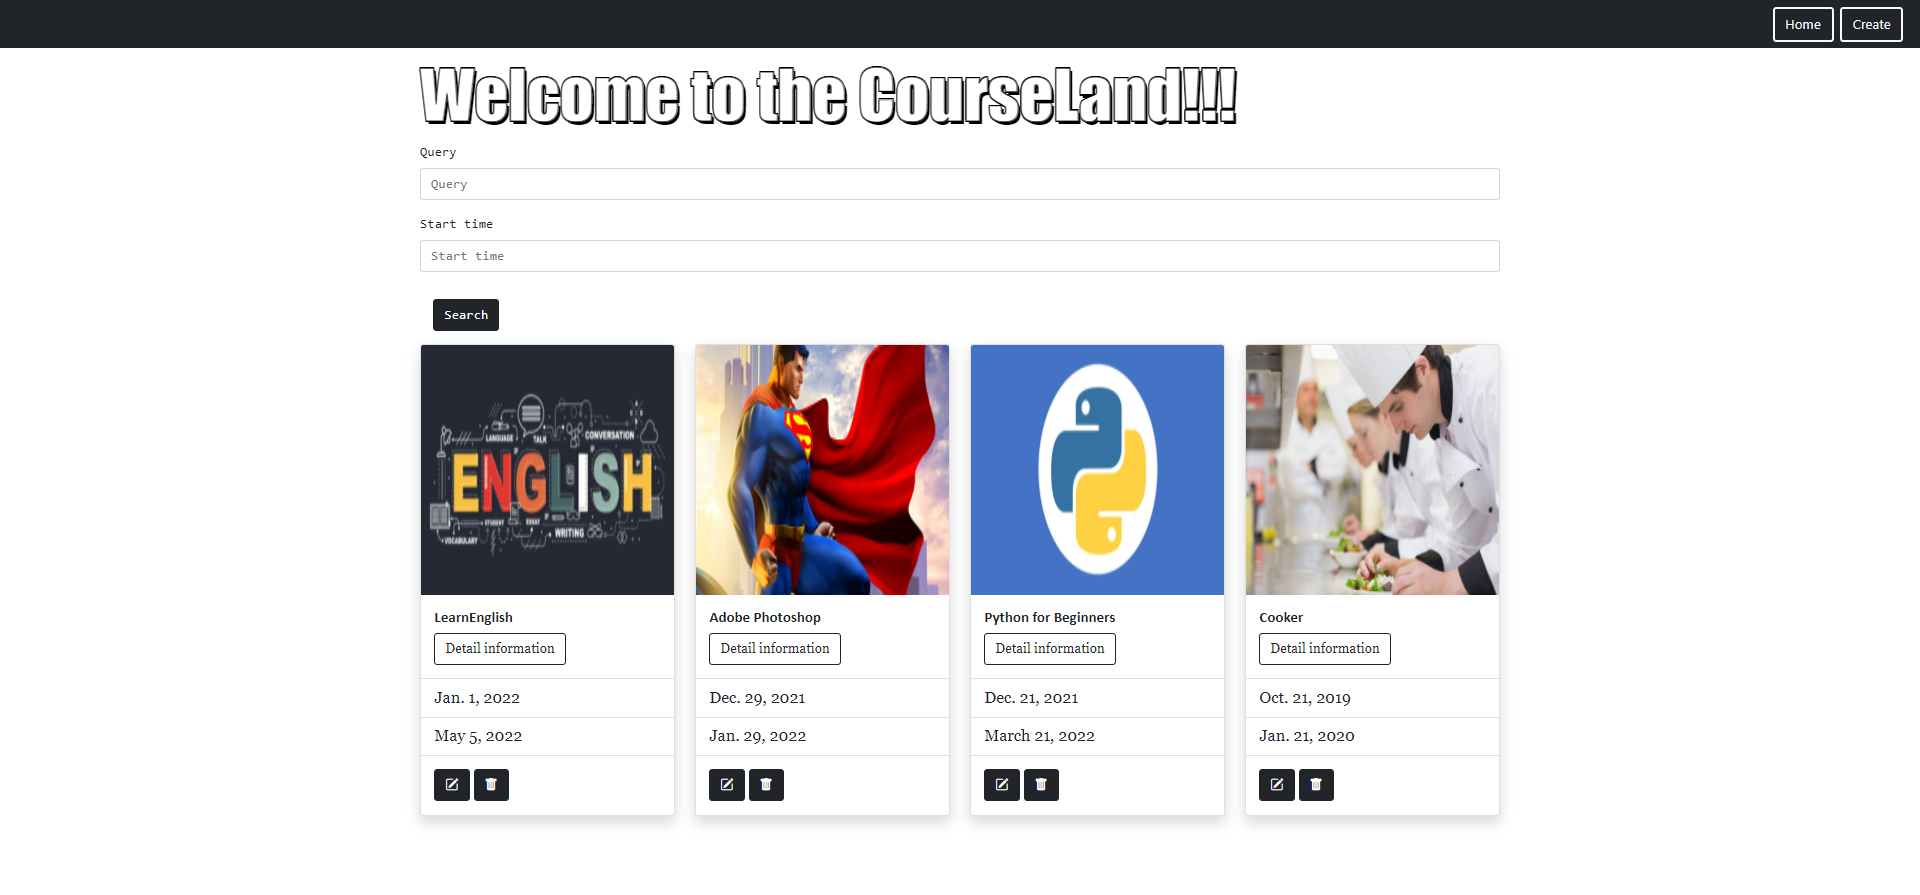 Home Create
Welcome to the CourseLand!!!
Query
Query
Start time
Start time
Search
LANGUAGE TALK CONVERSATION
ENGLISH
STUDENT ESSAY
VOCABULARY WRITING
LearnEnglish
Detail information
Jan. 1, 2022
May 5, 2022
Adobe Photoshop
Detail information
Dec. 29, 2021
Jan. 29, 2022
Python for Beginners
Detail information
Dec. 21, 2021
March 21, 2022
Cooker
Detail information
Oct. 21, 2019
Jan. 21, 2020